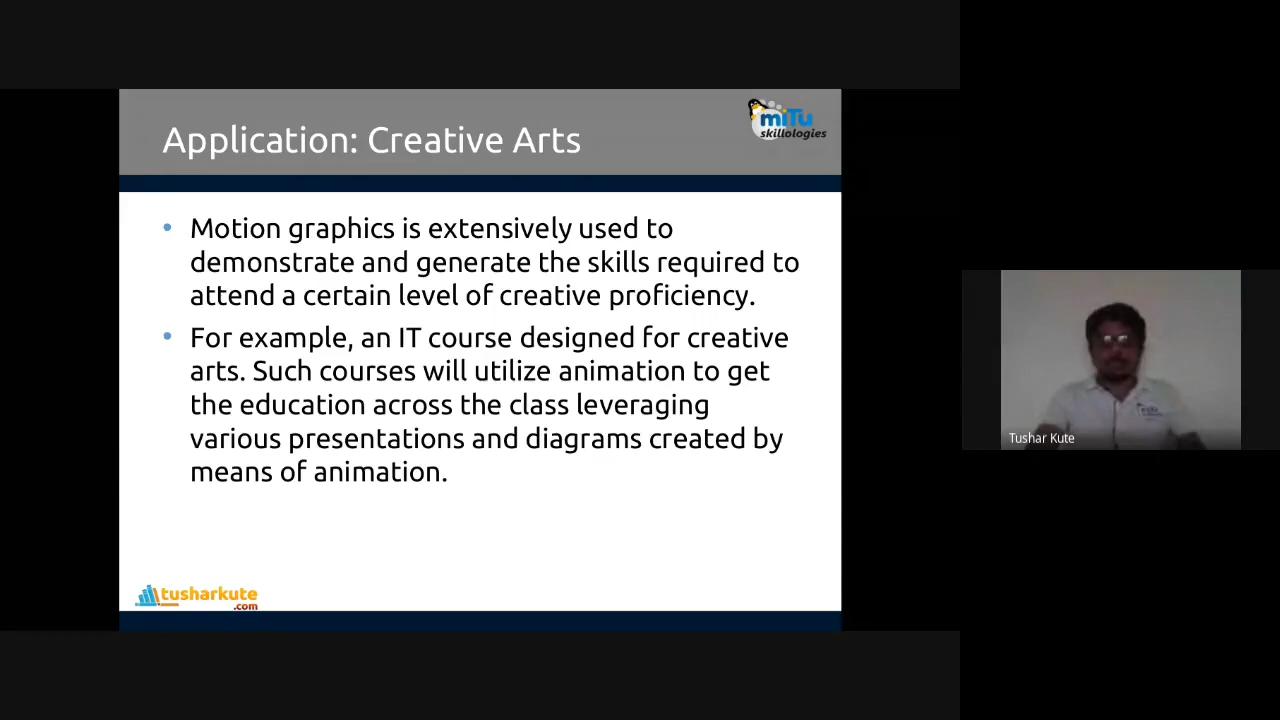 miTu
skillologies
Application: Creative Arts
• Motion graphics is extensively used to
demonstrate and generate the skills required to
attend a certain level of creative proficiency.
• For example, an IT course designed for creative
arts. Such courses will utilize animation to get
the education across the class leveraging
various presentations and diagrams created by
means of animation.
Tushar Kute
tusharkute
.com